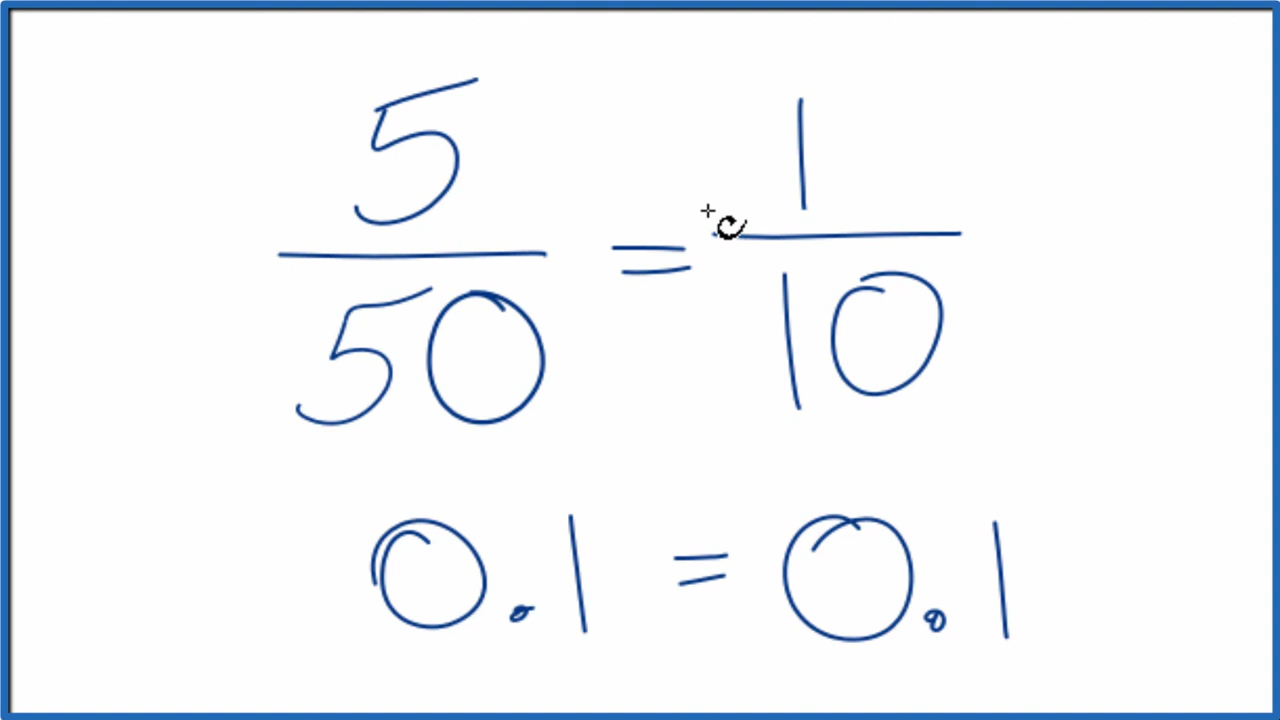 5/50 = 1/10
0.1 = 0.1